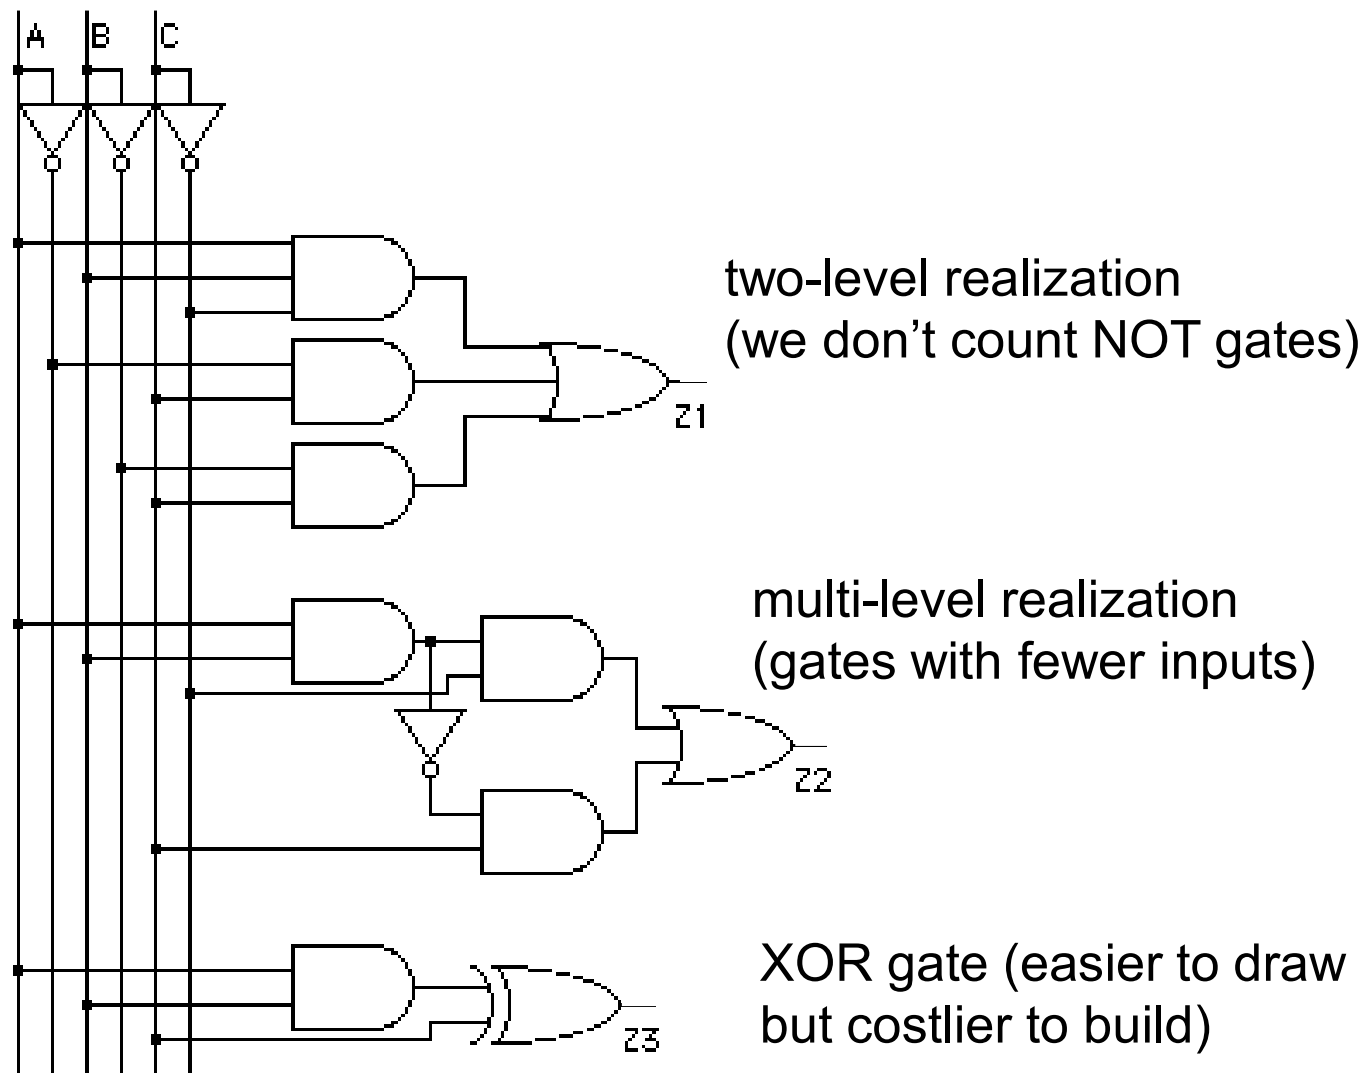 A B C
two-level realization
(we don't count NOT gates)
Z1
multi-level realization
(gates with fewer inputs)
Z2
XOR gate (easier to draw
but costlier to build)
Z3